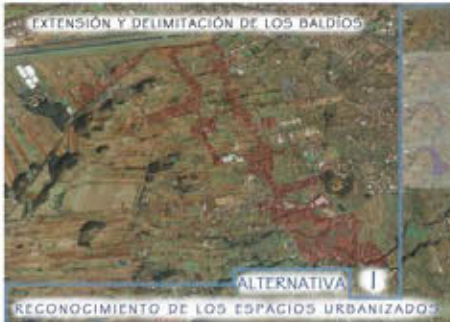 EXTENSIÓN Y DELIMITACIÓN DE LOS BALDÍOS
ALTERNATIVA I
RECONOCIMIENTO DE LOS ESPACIOS URBANIZADOS